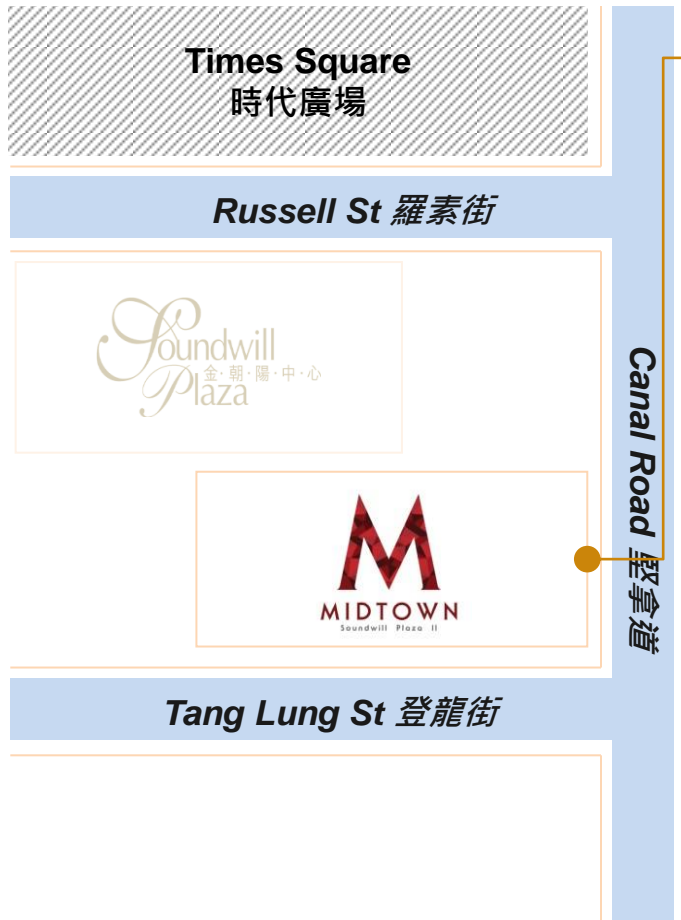 Times Square
時代廣場
Russell St 羅素街
Soundwill
金·朝·陽·中·心
Plaza
Canal Road 堅拿道
M
MIDTOWN
Soundwill Plaza II
Tang Lung St 登龍街